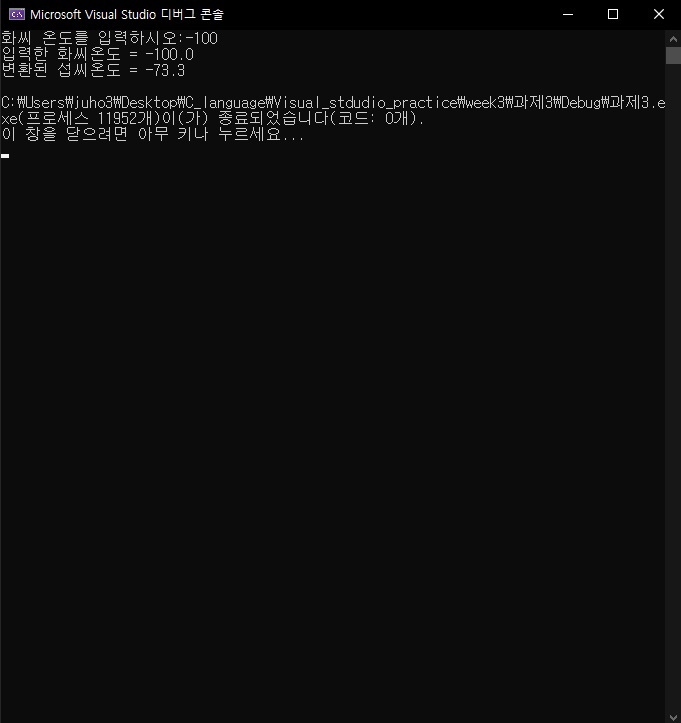 Microsoft Visual Studio 디버그 콘솔
화씨 온도를 입력하시오:-100
입력한 화씨온도 = -100.0
변환된 섭씨온도 = -73.3
C:₩Users₩juho3₩Desktop₩C_language₩Visual_stdudio_practice₩week3₩과제3₩Debug₩과제3.e
xe(프로세스 11952개)이(가) 종료되었습니다(코드: 0개).
이 창을 닫으려면 아무 키나 누르세요...